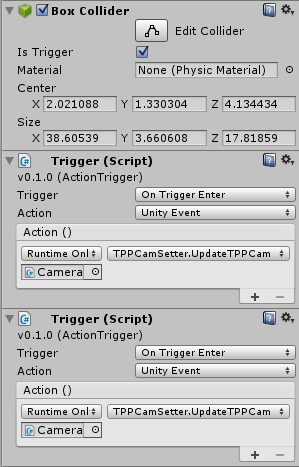 Box Collider
Edit Collider
Is Trigger
Material None (Physic Material)
Center
X 2.021088 Y 1.330304 Z 4.134434
Size
X 38.60539 Y 3.660608 Z 17.81859
Trigger (Script)
v0.1.0 (ActionTrigger)
Trigger On Trigger Enter
Action Unity Event
Action ()
Runtime Onl TPPCamSetter.UpdateTPPCam
Camera
+ −
Trigger (Script)
v0.1.0 (ActionTrigger)
Trigger On Trigger Enter
Action Unity Event
Action ()
Runtime Onl TPPCamSetter.UpdateTPPCam
Camera
+ −